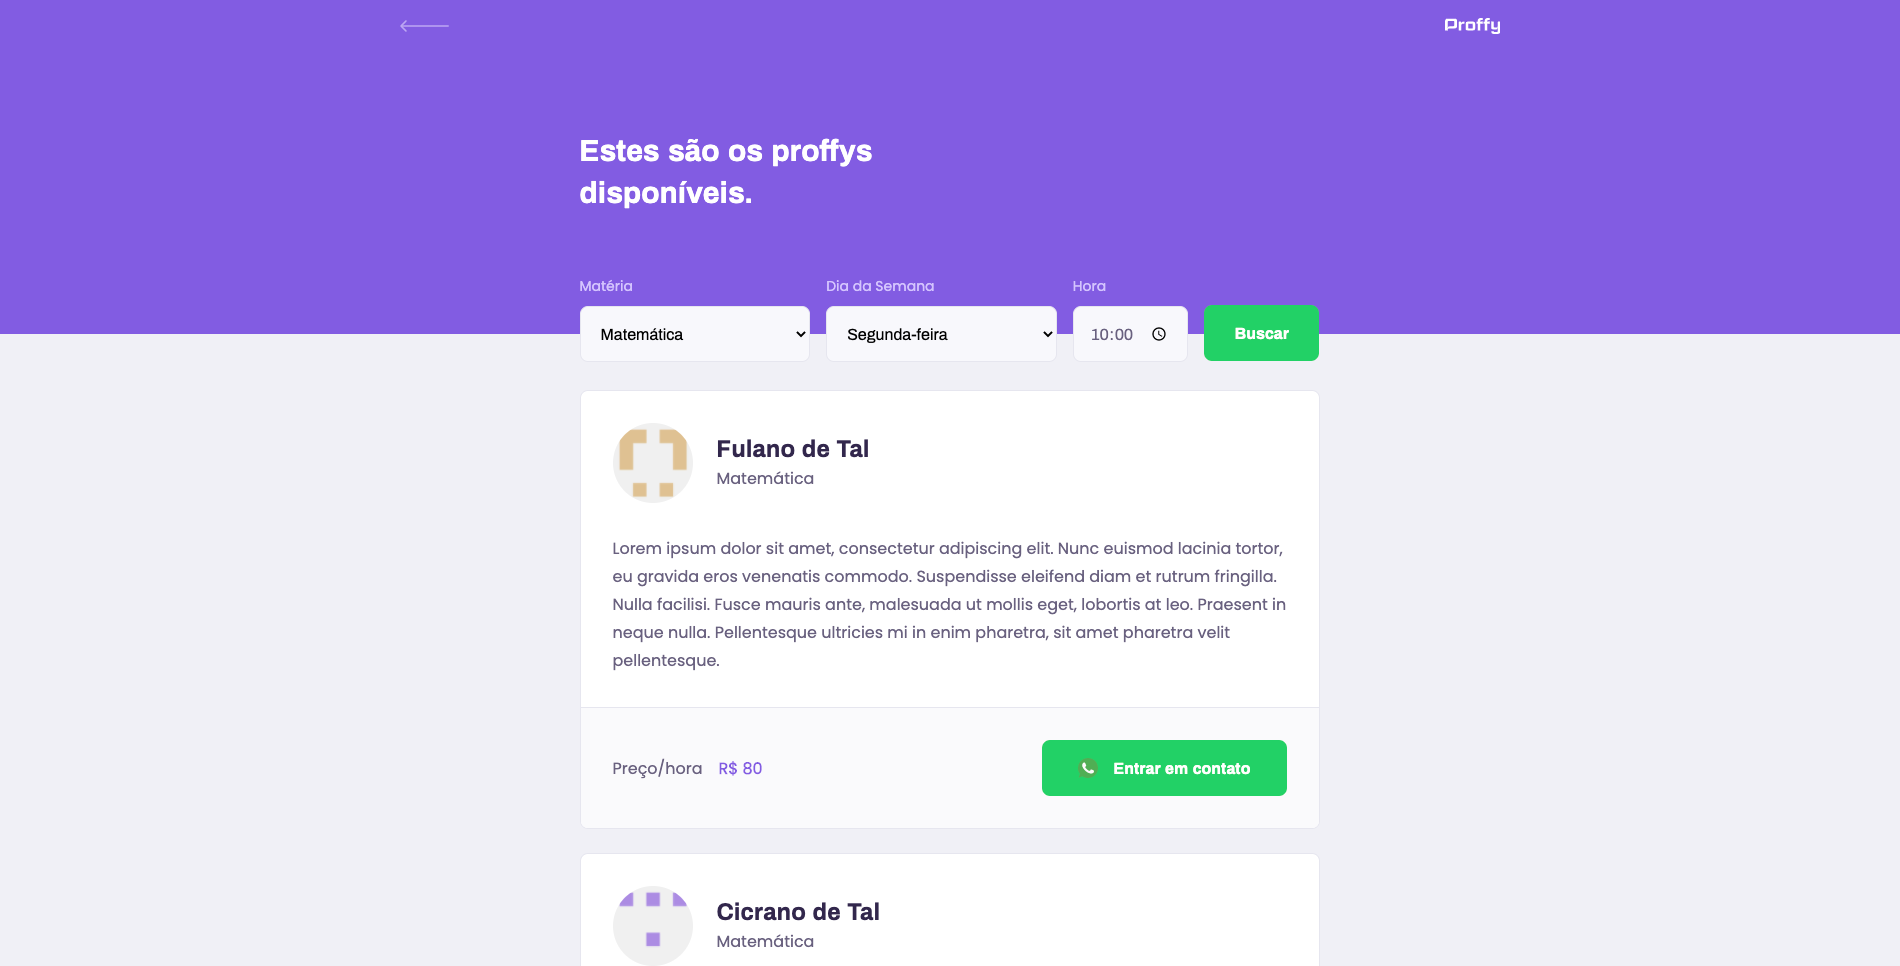 Proffy
Estes são os proffys
disponíveis.
Matéria
Dia da Semana
Hora
Matemática
Segunda-feira
10:00
Buscar
Fulano de Tal
Matemática
Lorem ipsum dolor sit amet, consectetur adipiscing elit. Nunc euismod lacinia tortor,
eu gravida eros venenatis commodo. Suspendisse eleifend diam et rutrum fringilla.
Nulla facilisi. Fusce mauris ante, malesuada ut mollis eget, lobortis at leo. Praesent in
neque nulla. Pellentesque ultricies mi in enim pharetra, sit amet pharetra velit
pellentesque.
Preço/hora R$ 80
Entrar em contato
Cicrano de Tal
Matemática